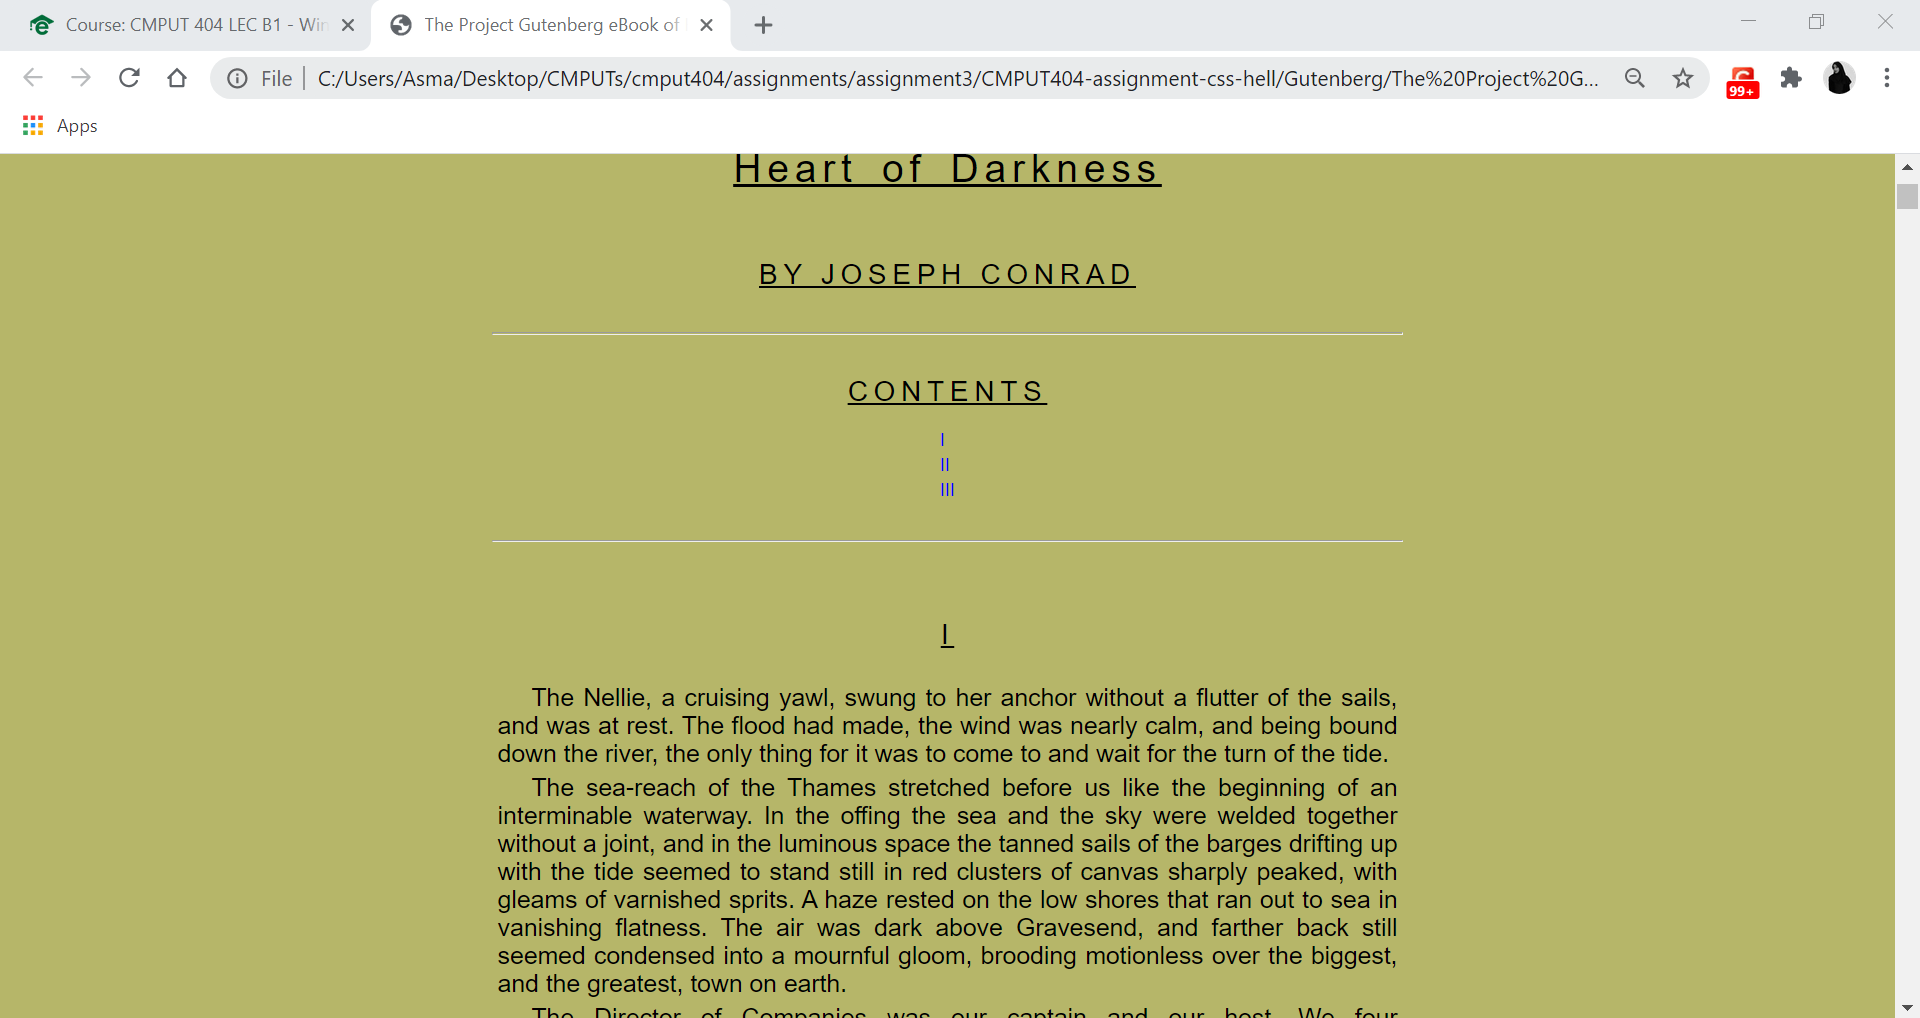 Course: CMPUT 404 LEC B1 - Win
The Project Gutenberg eBook of
File
C:/Users/Asma/Desktop/CMPUTs/cmput404/assignments/assignment3/CMPUT404-assignment-css-hell/Gutenberg/The%20Project%20G...
99+
Apps
Heart of Darkness
BY JOSEPH CONRAD
CONTENTS
I
II
III
I
The Nellie, a cruising yawl, swung to her anchor without a flutter of the sails,
and was at rest. The flood had made, the wind was nearly calm, and being bound
down the river, the only thing for it was to come to and wait for the turn of the tide.
The sea-reach of the Thames stretched before us like the beginning of an
interminable waterway. In the offing the sea and the sky were welded together
without a joint, and in the luminous space the tanned sails of the barges drifting up
with the tide seemed to stand still in red clusters of canvas sharply peaked, with
gleams of varnished sprits. A haze rested on the low shores that ran out to sea in
vanishing flatness. The air was dark above Gravesend, and farther back still
seemed condensed into a mournful gloom, brooding motionless over the biggest,
and the greatest, town on earth.
The Director of Companies was our captain and our host. We four